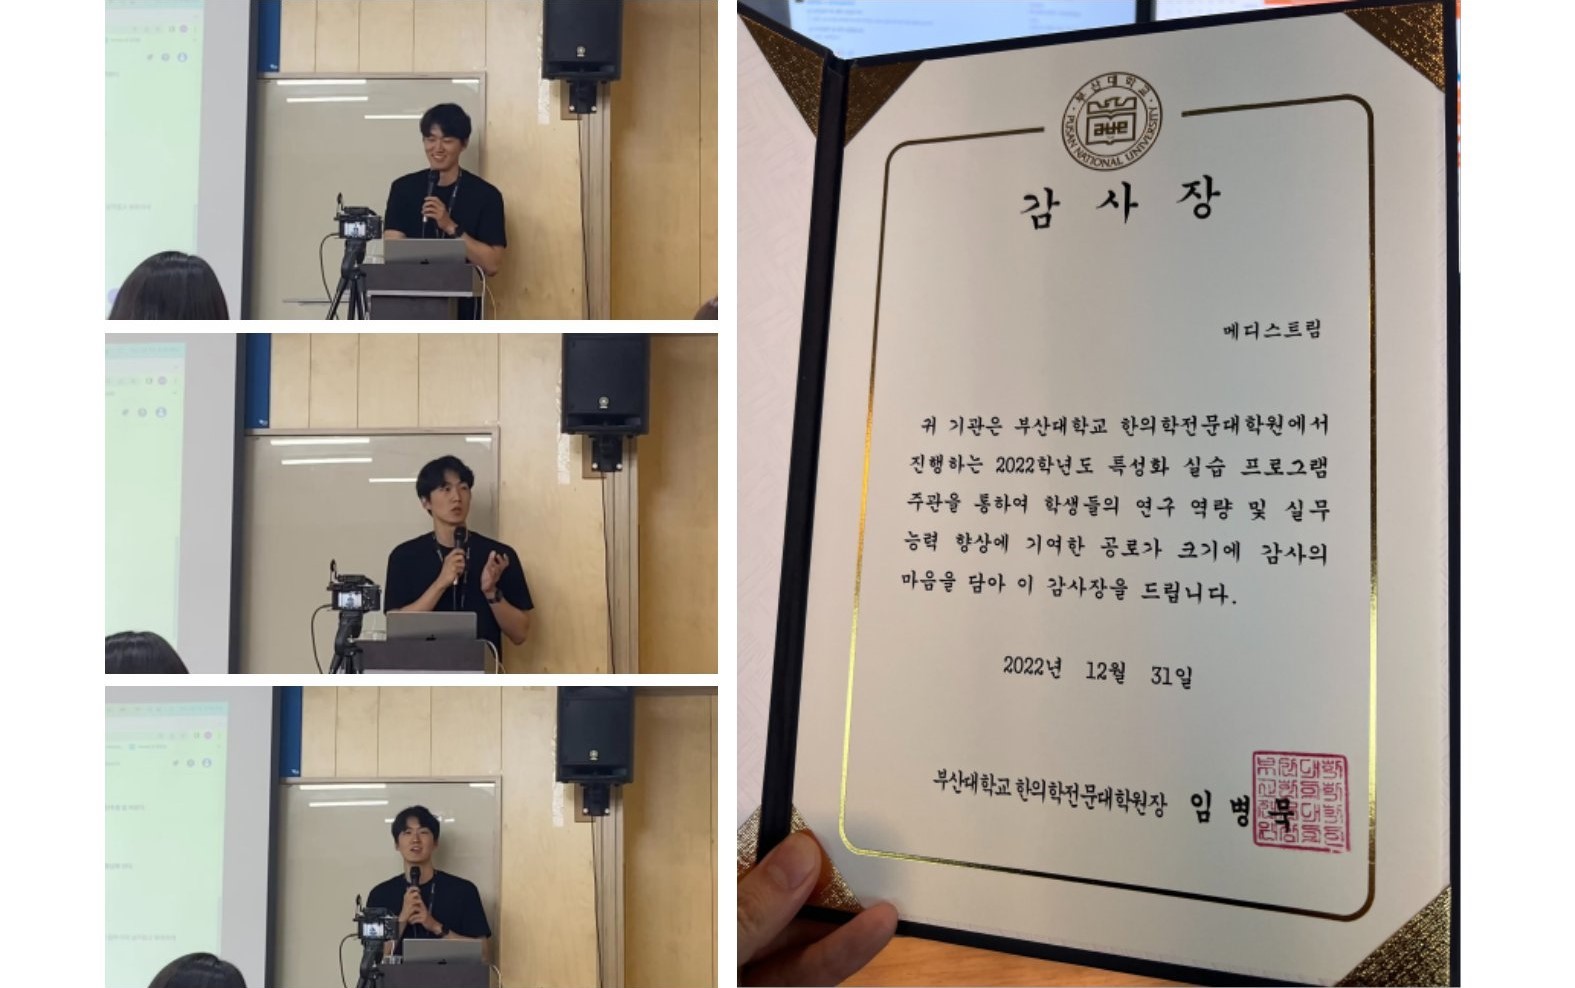 부산대학교
PUSAN NATIONAL UNIVERSITY
감 사 장
메디스트림
귀 기관은 부산대학교 한의학전문대학원에서
진행하는 2022학년도 특성화 실습 프로그램
주관을 통하여 학생들의 연구 역량 및 실무
능력 향상에 기여한 공로가 크기에 감사의
마음을 담아 이 감사장을 드립니다.
2022년 12월 31일
부산대학교 한의학전문대학원장 임 병 묵